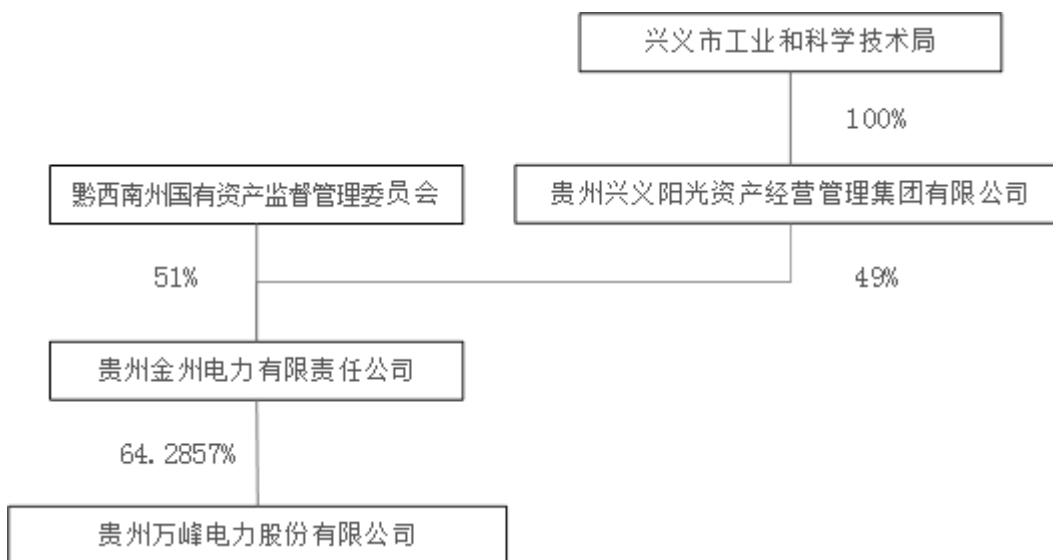 兴义市工业和科学技术局
100%
黔西南州国有资产监督管理委员会
贵州兴义阳光资产经营管理集团有限公司
51%
49%
贵州金州电力有限责任公司
64.2857%
贵州万峰电力股份有限公司